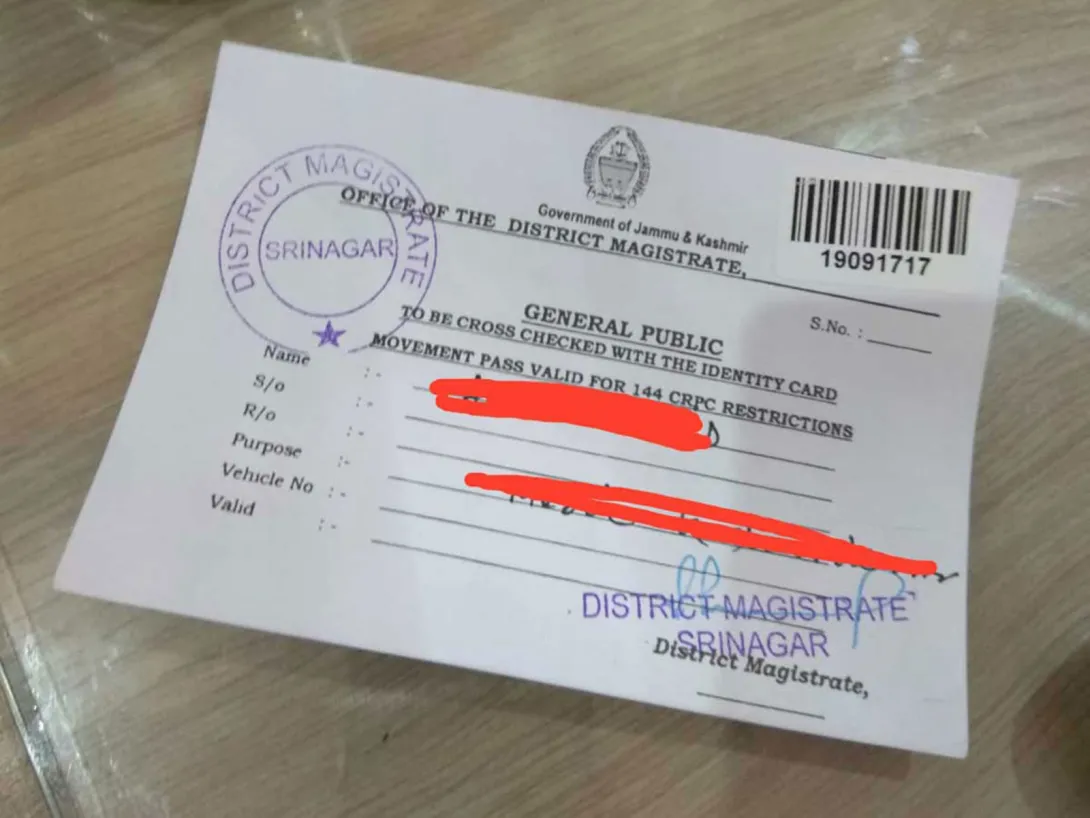 DISTRICT MAGISTRATE
SRINAGAR
Government of Jammu & Kashmir
OFFICE OF THE DISTRICT MAGISTRATE,
19091717
S.No. :
GENERAL PUBLIC
TO BE CROSS CHECKED WITH THE IDENTITY CARD
MOVEMENT PASS VALID FOR 144 CRPC RESTRICTIONS
Name :-
S/o :-
R/o :-
Purpose :-
Vehicle No :-
Valid :-
DISTRICT MAGISTRATE
SRINAGAR
District Magistrate,